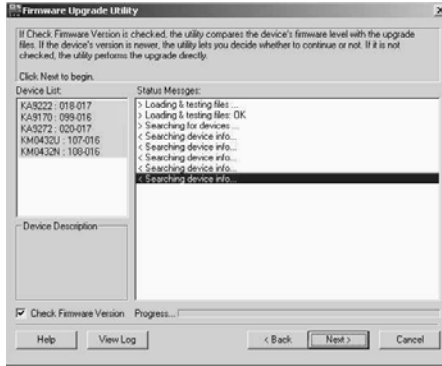 Firmware Upgrade Utility
If Check Firmware Version is checked, the utility compares the device's firmware level with the upgrade
files. If the device's version is newer, the utility lets you decide whether to continue or not. If it is not
checked, the utility performs the upgrade directly.
Click Next to begin.
Device List:
Status Messges:
KA9222 : 018-017
KA9170 : 099-016
KA9272 : 020-017
KM0432U : 107-016
KM0432N : 108-016
> Loading & testing files ...
> Loading & testing files: OK
> Searching for devices ...
< Searching device info...
< Searching device info...
< Searching device info...
< Searching device info...
< Searching device info...
Device Description
Check Firmware Version Progress...
Help View Log < Back Next > Cancel